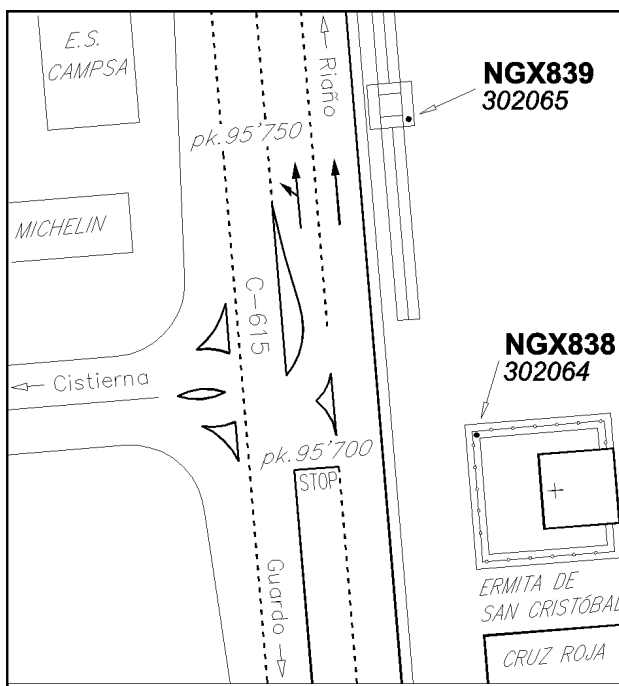 E.S.
CAMPSA
Riaño
NGX839
302065
pk.95'750
MICHELIN
C-615
NGX838
302064
Cistierna
pk.95'700
STOP
Guardo
ERMITA DE
SAN CRISTÓBAL
CRUZ ROJA